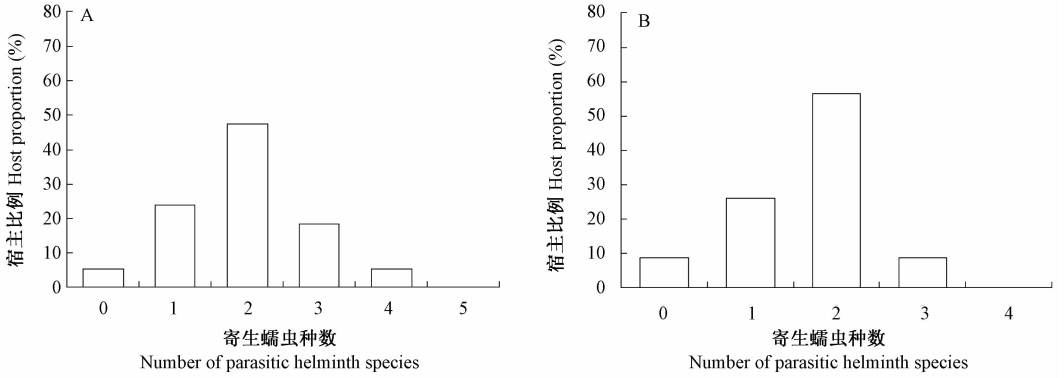 A
宿主比例 Host proportion (%)
80
70
60
50
40
30
20
10
0
0 1 2 3 4 5
寄生蠕虫种数
Number of parasitic helminth species
B
宿主比例 Host proportion (%)
80
70
60
50
40
30
20
10
0
0 1 2 3 4
寄生蠕虫种数
Number of parasitic helminth species